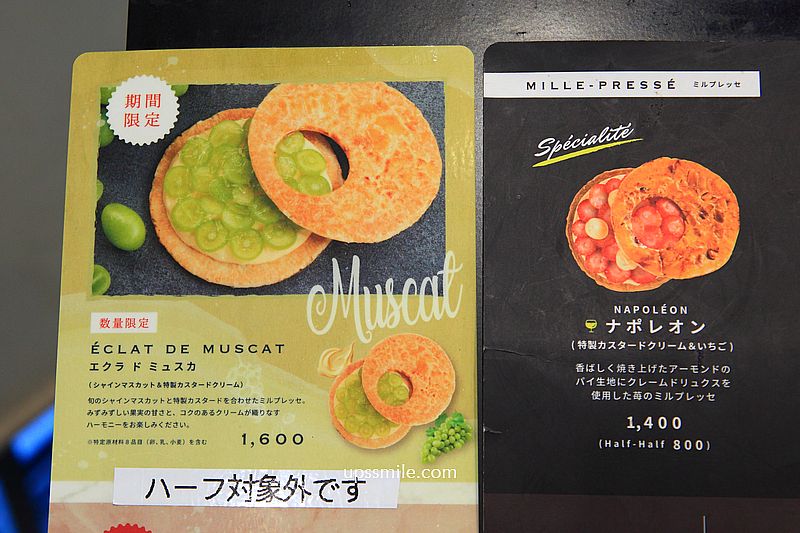 期間
限定
Muscat
数量限定
ÉCLAT DE MUSCAT
エクラ ド ミュスカ
(シャインマスカット&特製カスタードクリーム)
旬のシャインマスカットと特製カスタードを合わせたミルプレッセ。
みずみずしい果実の甘さと、コクのあるクリームが織りなす
ハーモニーをお楽しみください。
※特定原材料8品目(卵、乳、小麦)を含む
1,600
ハーフ対象外です
upssmile.com
MILLE-PRESSÉ ミルプレッセ
Spécialité
NAPOLÉON
ナポレオン
(特製カスタードクリーム&いちご)
香ばしく焼き上げたアーモンドの
パイ生地にクレームドリュクスを
使用した苺のミルプレッセ
1,400
(Half-Half 800)